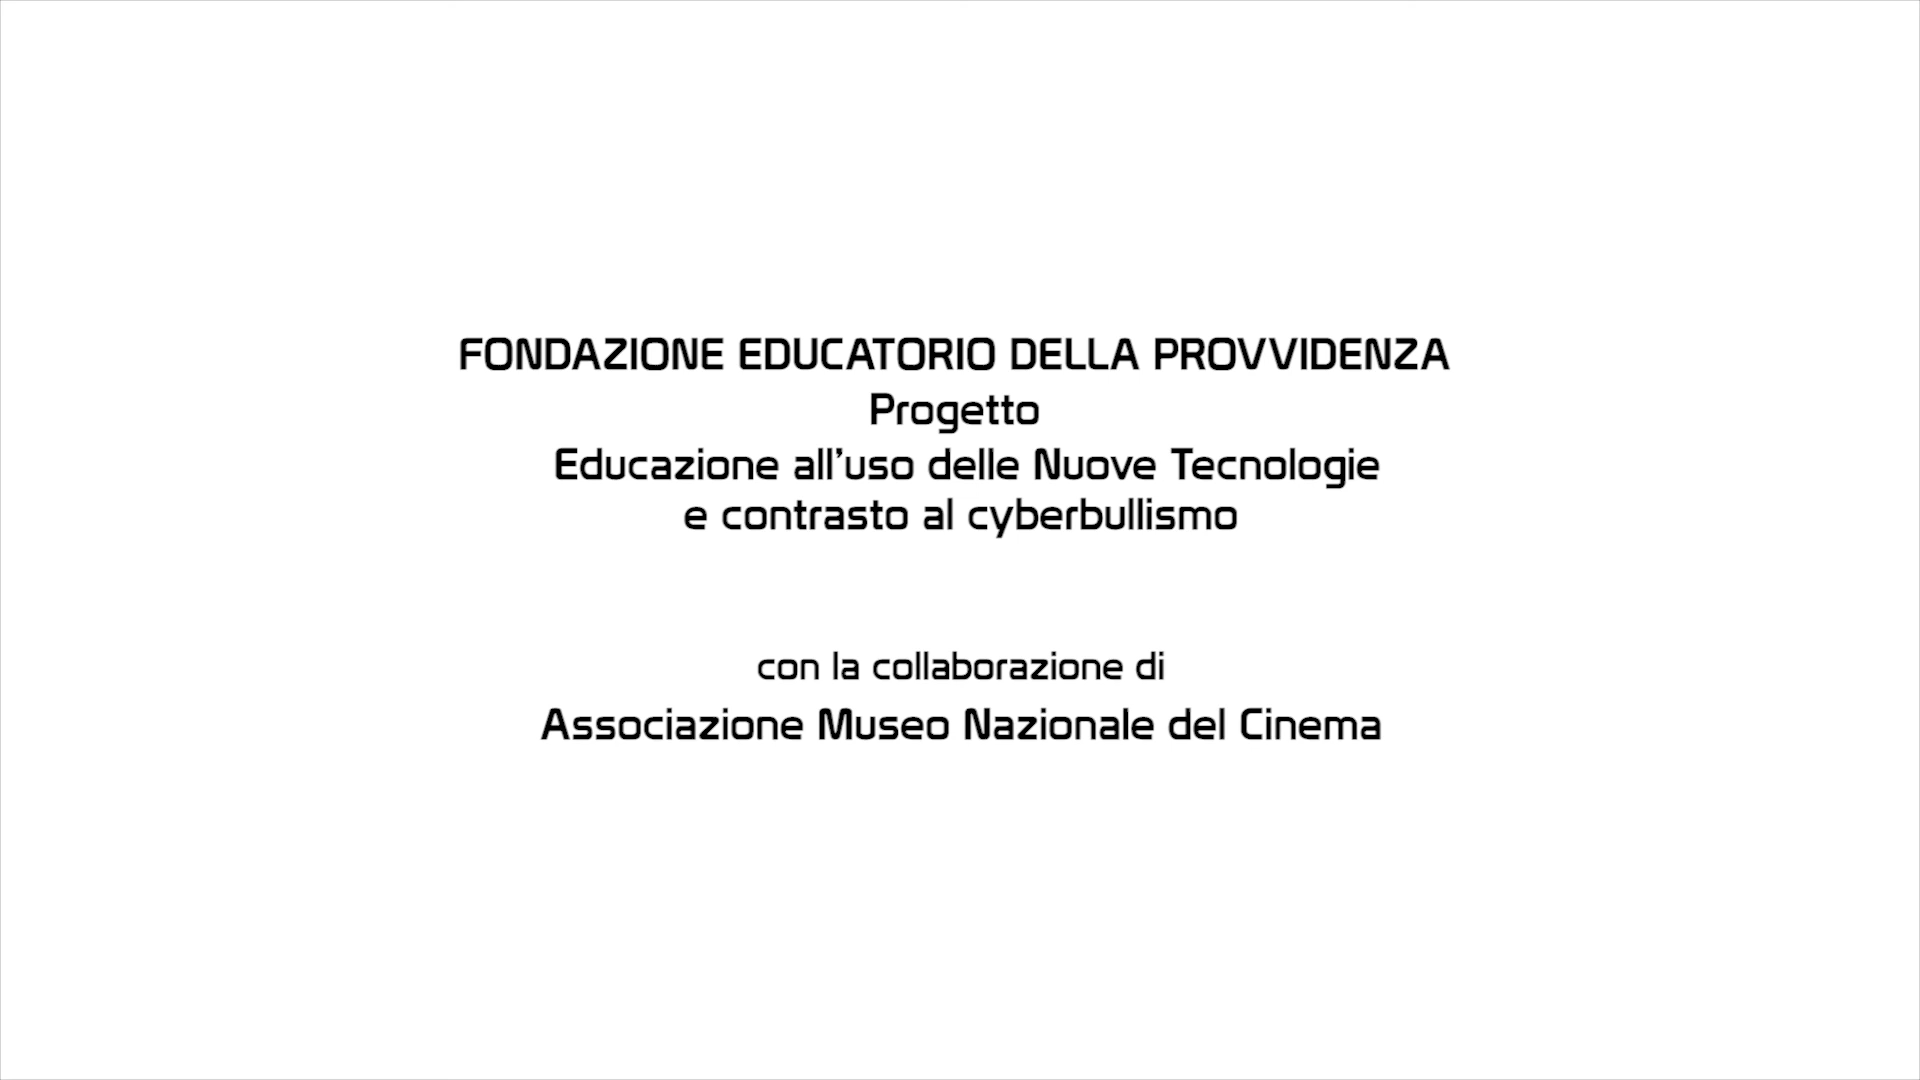 FONDAZIONE EDUCATORIO DELLA PROVVIDENZA
Progetto
Educazione all'uso delle Nuove Tecnologie
e contrasto al cyberbullismo
con la collaborazione di
Associazione Museo Nazionale del Cinema